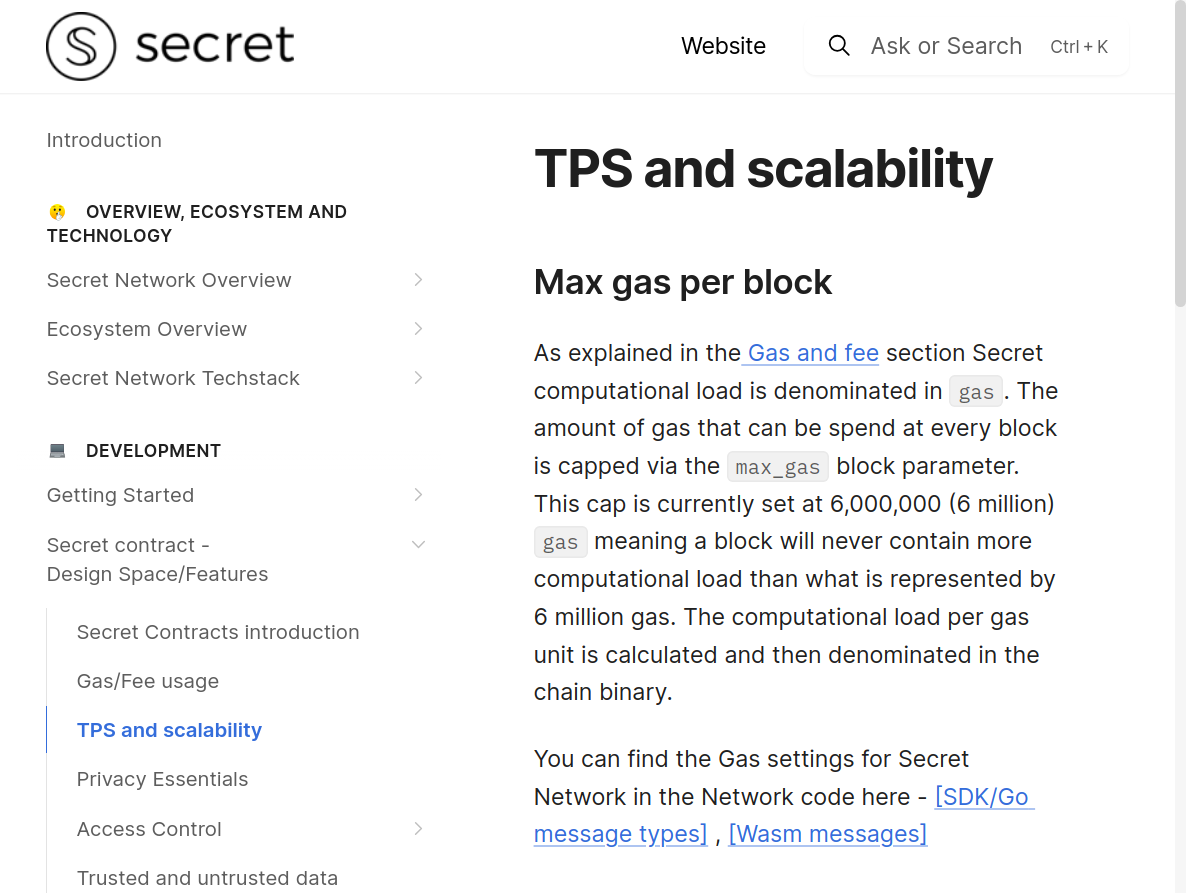 secret
Website
Ask or Search Ctrl + K
Introduction
OVERVIEW, ECOSYSTEM AND
TECHNOLOGY
Secret Network Overview
Ecosystem Overview
Secret Network Techstack
DEVELOPMENT
Getting Started
Secret contract -
Design Space/Features
Secret Contracts introduction
Gas/Fee usage
TPS and scalability
Privacy Essentials
Access Control
Trusted and untrusted data
TPS and scalability
Max gas per block
As explained in the Gas and fee section Secret
computational load is denominated in gas. The
amount of gas that can be spend at every block
is capped via the max_gas block parameter.
This cap is currently set at 6,000,000 (6 million)
gas meaning a block will never contain more
computational load than what is represented by
6 million gas. The computational load per gas
unit is calculated and then denominated in the
chain binary.
You can find the Gas settings for Secret
Network in the Network code here - [SDK/Go
message types] , [Wasm messages]